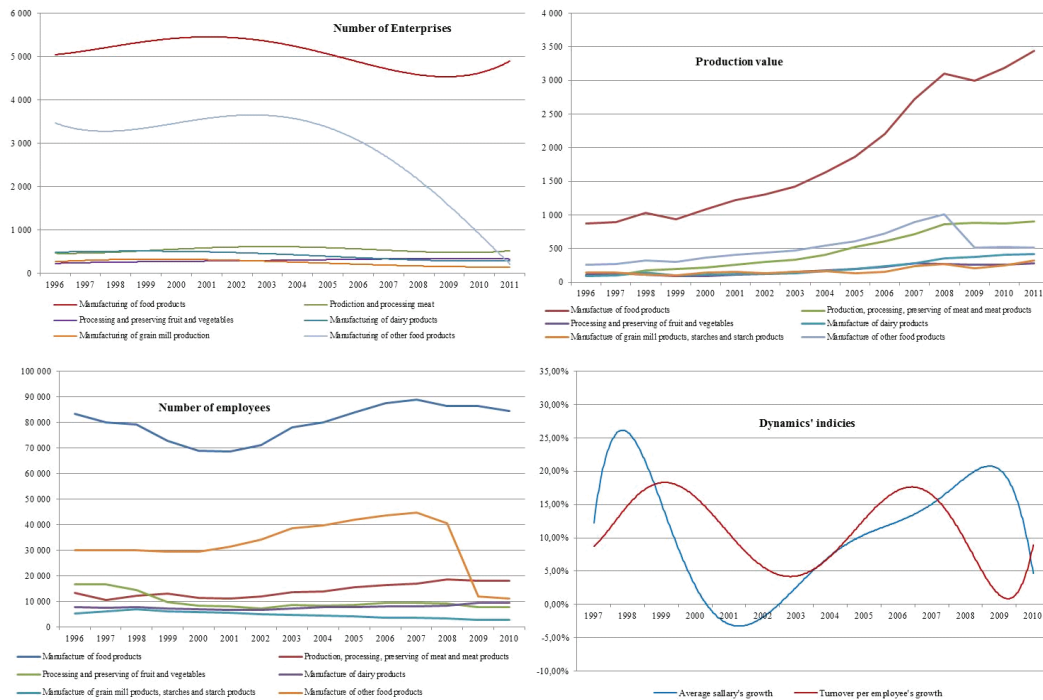 Number of Enterprises
6 000
5 000
4 000
3 000
2 000
1 000
0
1996 1997 1998 1999 2000 2001 2002 2003 2004 2005 2006 2007 2008 2009 2010 2011
Manufacturing of food products
Production and processing meat
Processing and preserving fruit and vegetables
Manufacturing of dairy products
Manufacturing of grain mill production
Manufacturing of other food products
Production value
4 000
3 500
3 000
2 500
2 000
1 500
1 000
500
0
1996 1997 1998 1999 2000 2001 2002 2003 2004 2005 2006 2007 2008 2009 2010 2011
Manufacture of food products
Production, processing, preserving of meat and meat products
Processing and preserving of fruit and vegetables
Manufacture of dairy products
Manufacture of grain mill products, starches and starch products
Manufacture of other food products
Number of employees
100 000
90 000
80 000
70 000
60 000
50 000
40 000
30 000
20 000
10 000
0
1996 1997 1998 1999 2000 2001 2002 2003 2004 2005 2006 2007 2008 2009 2010
Manufacture of food products
Production, processing, preserving of meat and meat products
Processing and preserving of fruit and vegetables
Manufacture of dairy products
Manufacture of grain mill products, starches and starch products
Manufacture of other food products
Dynamics' indicies
35,00%
30,00%
25,00%
20,00%
15,00%
10,00%
5,00%
0,00%
-5,00%
-10,00%
1997 1998 1999 2000 2001 2002 2003 2004 2005 2006 2007 2008 2009 2010
Average sallary's growth
Turnover per employee's growth